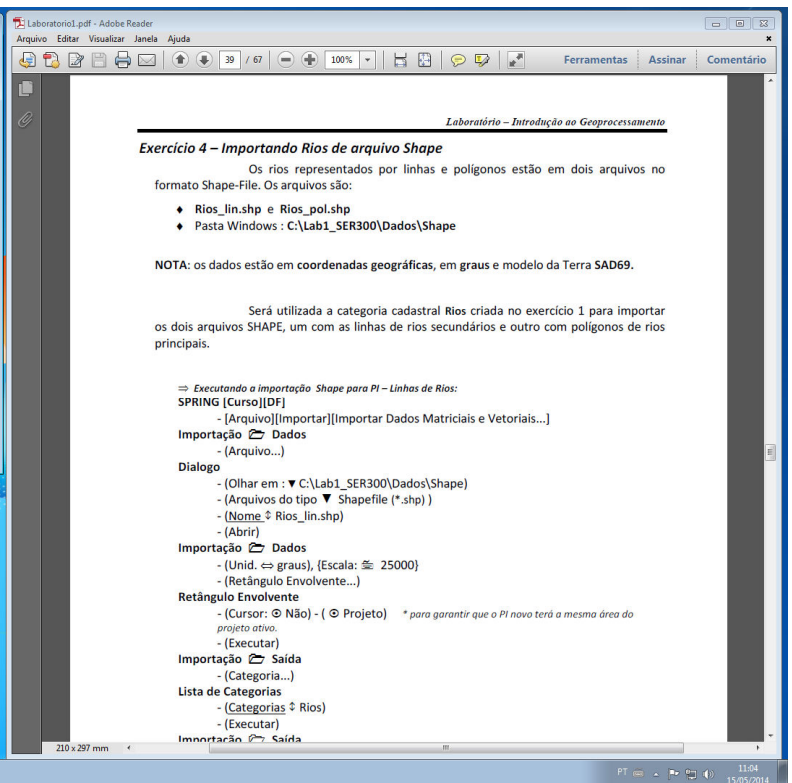 Laboratorio1.pdf - Adobe Reader
Arquivo Editar Visualizar Janela Ajuda
39 / 67 100% Ferramentas Assinar Comentário
Laboratório – Introdução ao Geoprocessamento
Exercício 4 – Importando Rios de arquivo Shape
Os rios representados por linhas e polígonos estão em dois arquivos no
formato Shape-File. Os arquivos são:
♦ Rios_lin.shp e Rios_pol.shp
♦ Pasta Windows : C:\Lab1_SER300\Dados\Shape
NOTA: os dados estão em coordenadas geográficas, em graus e modelo da Terra SAD69.
Será utilizada a categoria cadastral Rios criada no exercício 1 para importar
os dois arquivos SHAPE, um com as linhas de rios secundários e outro com polígonos de rios
principais.
⇒ Executando a importação Shape para PI – Linhas de Rios:
SPRING [Curso][DF]
- [Arquivo][Importar][Importar Dados Matriciais e Vetoriais...]
Importação Dados
- (Arquivo...)
Dialogo
- (Olhar em : ▼ C:\Lab1_SER300\Dados\Shape)
- (Arquivos do tipo ▼ Shapefile (*.shp) )
- (Nome ⇕ Rios_lin.shp)
- (Abrir)
Importação Dados
- (Unid. ⇔ graus), {Escala: 25000}
- (Retângulo Envolvente...)
Retângulo Envolvente
- (Cursor: ⊙ Não) - ( ⊙ Projeto) * para garantir que o PI novo terá a mesma área do
projeto ativo.
- (Executar)
Importação Saída
- (Categoria...)
Lista de Categorias
- (Categorias ⇕ Rios)
- (Executar)
Importação Saída
210 x 297 mm
PT 11:04
15/05/2014